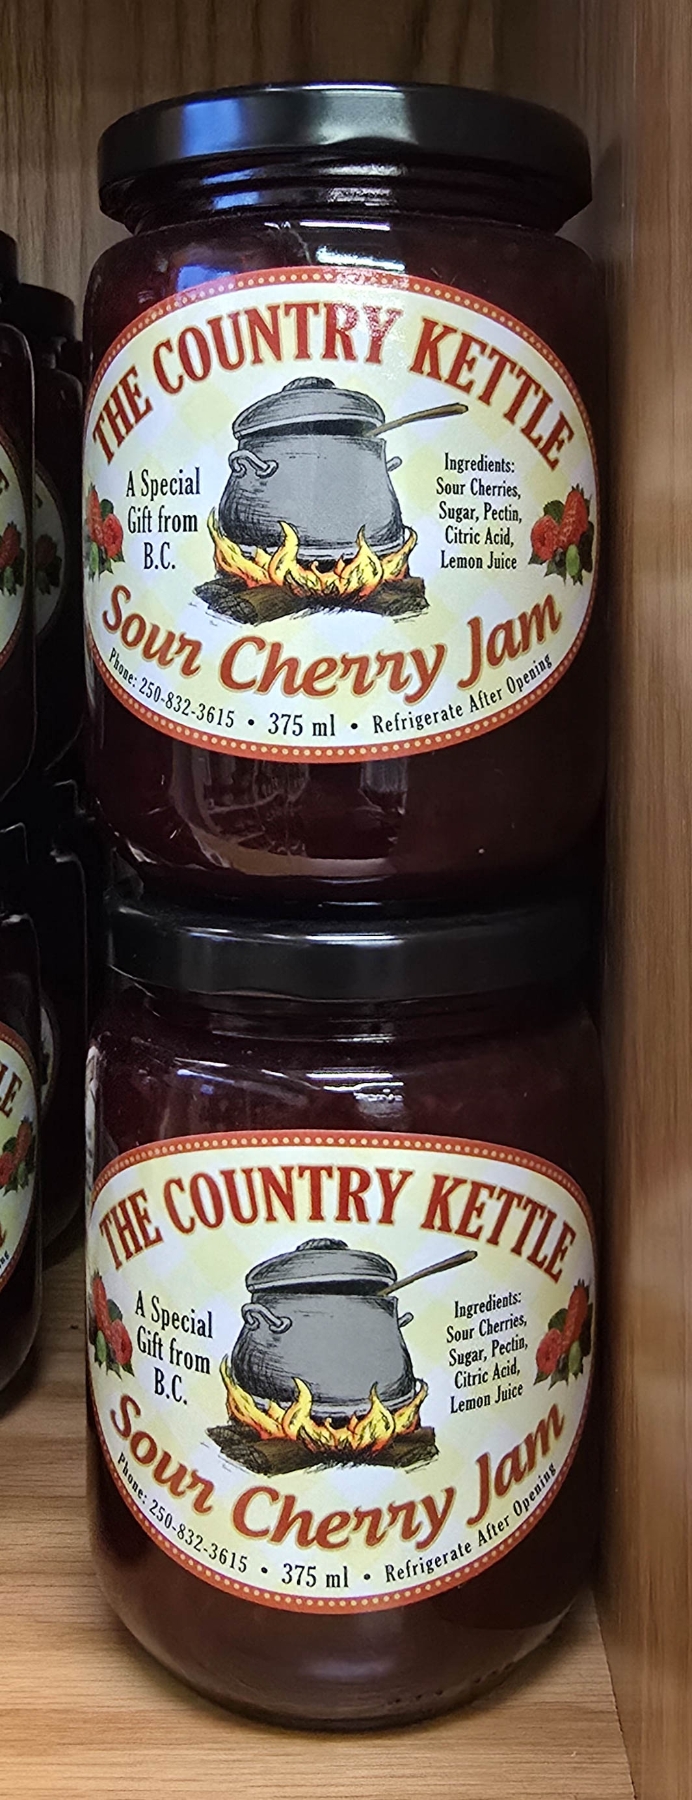 THE COUNTRY KETTLE
A Special
Gift from
B.C.
Ingredients:
Sour Cherries,
Sugar, Pectin,
Citric Acid,
Lemon Juice
Sour Cherry Jam
Phone: 250-832-3615 • 375 ml • Refrigerate After Opening
THE COUNTRY KETTLE
A Special
Gift from
B.C.
Ingredients:
Sour Cherries,
Sugar, Pectin,
Citric Acid,
Lemon Juice
Sour Cherry Jam
Phone: 250-832-3615 • 375 ml • Refrigerate After Opening